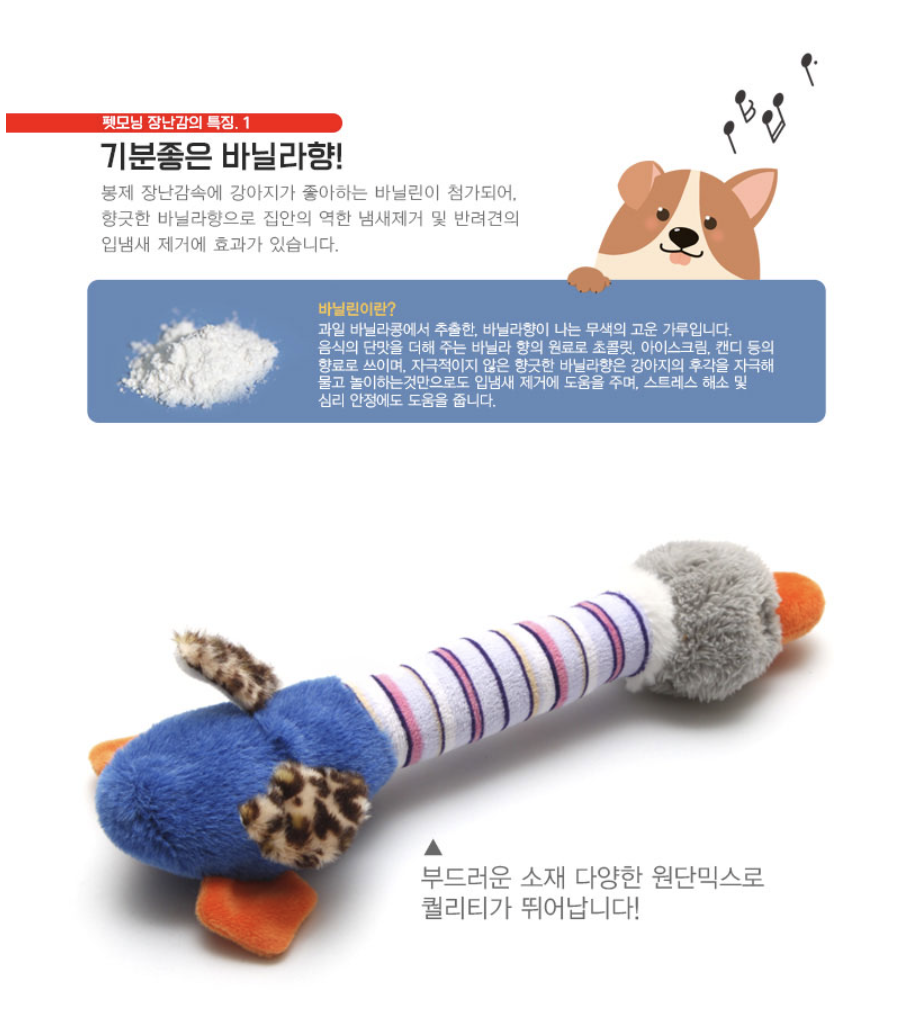 펫모닝 장난감의 특징. 1
기분좋은 바닐라향!
봉제 장난감속에 강아지가 좋아하는 바닐린이 첨가되어,
향긋한 바닐라향으로 집안의 역한 냄새제거 및 반려견의
입냄새 제거에 효과가 있습니다.
바닐린이란?
과일 바닐라콩에서 추출한, 바닐라향이 나는 무색의 고운 가루입니다.
음식의 단맛을 더해 주는 바닐라 향의 원료로 초콜릿, 아이스크림, 캔디 등의
향료로 쓰이며, 자극적이지 않은 향긋한 바닐라향은 강아지의 후각을 자극해
물고 놀이하는것만으로도 입냄새 제거에 도움을 주며, 스트레스 해소 및
심리 안정에도 도움을 줍니다.
▲
부드러운 소재 다양한 원단믹스로
퀄리티가 뛰어납니다!